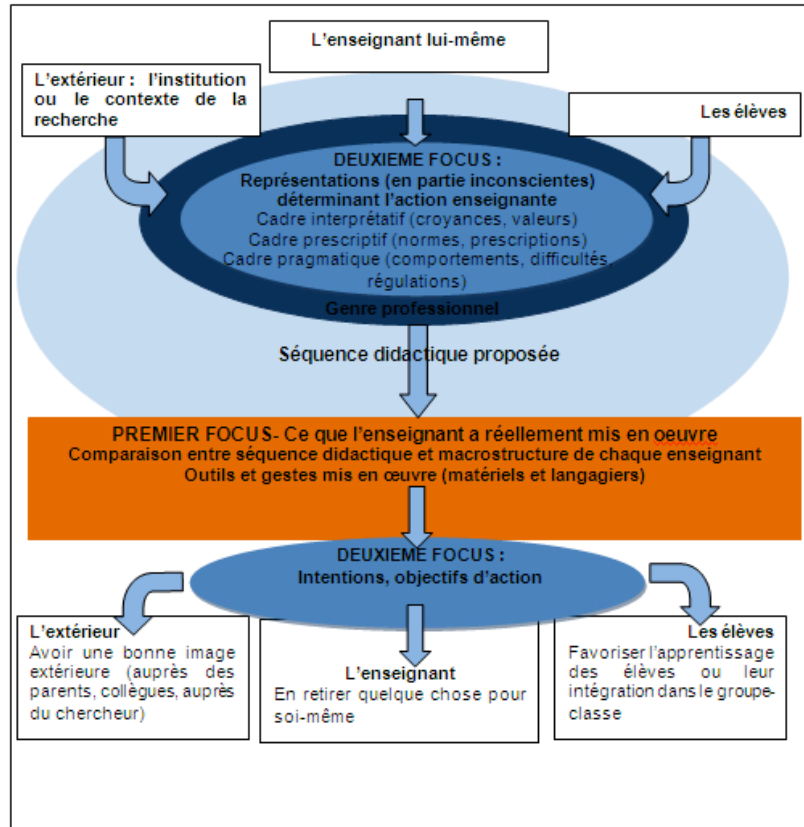 L'enseignant lui-même
L'extérieur : l'institution
ou le contexte de la
recherche
Les élèves
DEUXIEME FOCUS :
Représentations (en partie inconscientes)
déterminant l'action enseignante
Cadre interprétatif (croyances, valeurs)
Cadre prescriptif (normes, prescriptions)
Cadre pragmatique (comportements, difficultés,
régulations)
Genre professionnel
Séquence didactique proposée
PREMIER FOCUS- Ce que l'enseignant a réellement mis en oeuvre
Comparaison entre séquence didactique et macrostructure de chaque enseignant
Outils et gestes mis en œuvre (matériels et langagiers)
DEUXIEME FOCUS :
Intentions, objectifs d'action
L'extérieur
Avoir une bonne image
extérieure (auprès des
parents, collègues, auprès
du chercheur)
L'enseignant
En retirer quelque chose pour
soi-même
Les élèves
Favoriser l'apprentissage
des élèves ou leur
intégration dans le groupe-
classe